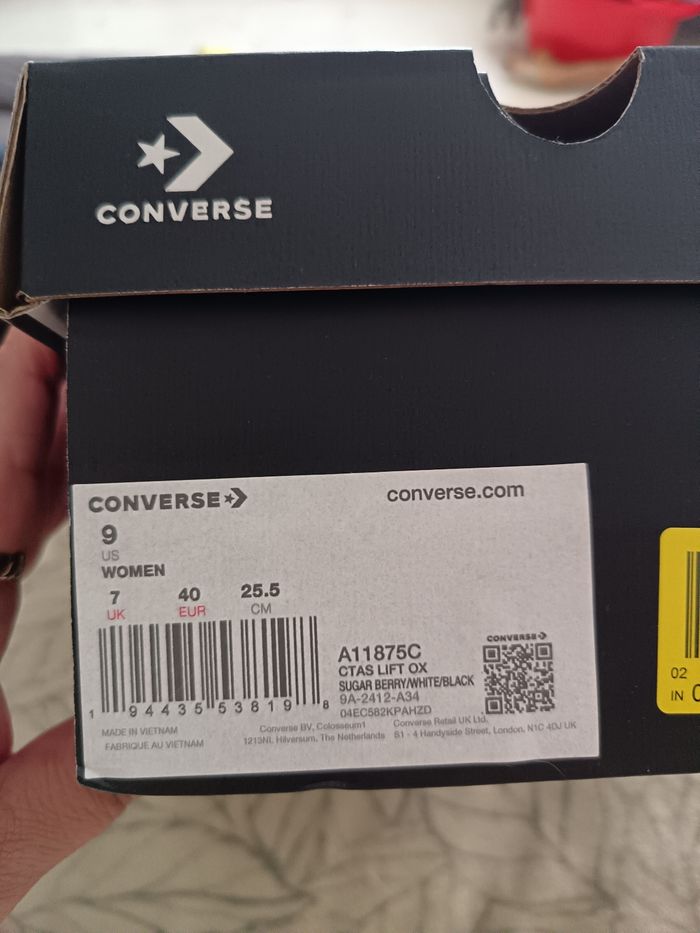 CONVERSE
CONVERSE
converse.com
9
US
WOMEN
7 40 25.5
UK EUR CM
CONVERSE
A11875C
CTAS LIFT OX
SUGAR BERRY/WHITE/BLACK
9A-2412-A34
04EC582KPAHZD
1 94435 53819 8
MADE IN VIETNAM
FABRIQUE AU VIETNAM
Converse BV, Colosseum1
1213NL Hilversum, The Netherlands
Converse Retail UK Ltd,
S1 - 4 Handyside Street, London, N1C 4DJ UK
02
IN